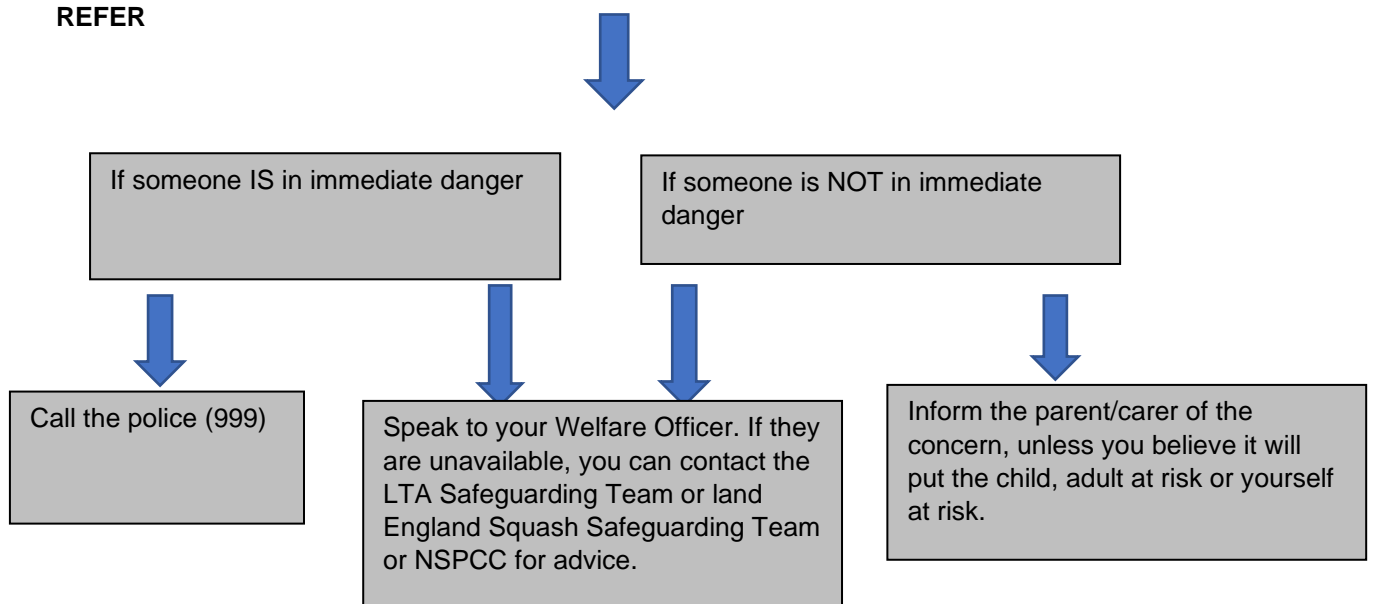 REFER
If someone IS in immediate danger
If someone is NOT in immediate
danger
Call the police (999)
Speak to your Welfare Officer. If they
are unavailable, you can contact the
LTA Safeguarding Team or land
England Squash Safeguarding Team
or NSPCC for advice.
Inform the parent/carer of the
concern, unless you believe it will
put the child, adult at risk or yourself
at risk.